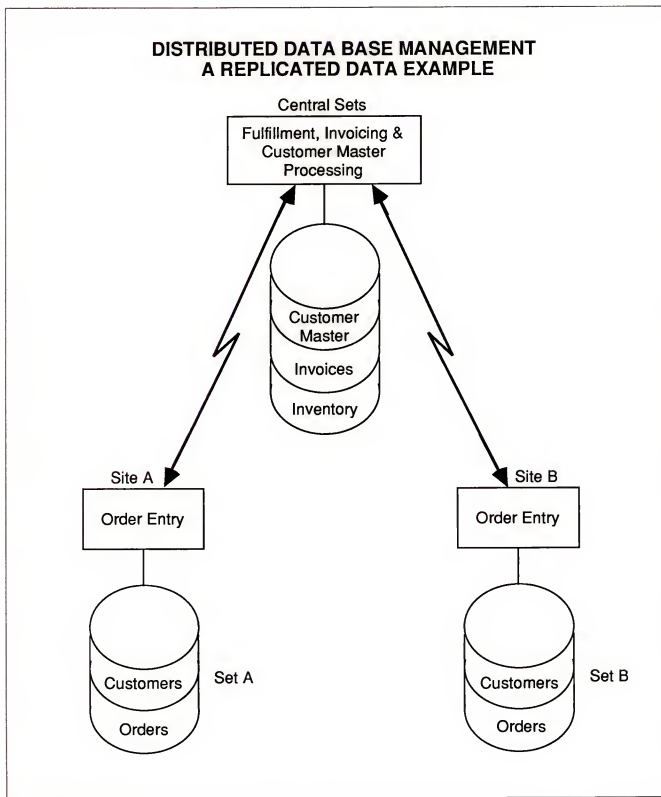 DISTRIBUTED DATA BASE MANAGEMENT
A REPLICATED DATA EXAMPLE
Central Sets
Fulfillment, Invoicing &
Customer Master
Processing
Customer
Master
Invoices
Inventory
Site A
Order Entry
Customers
Orders
Set A
Site B
Order Entry
Customers
Orders
Set B